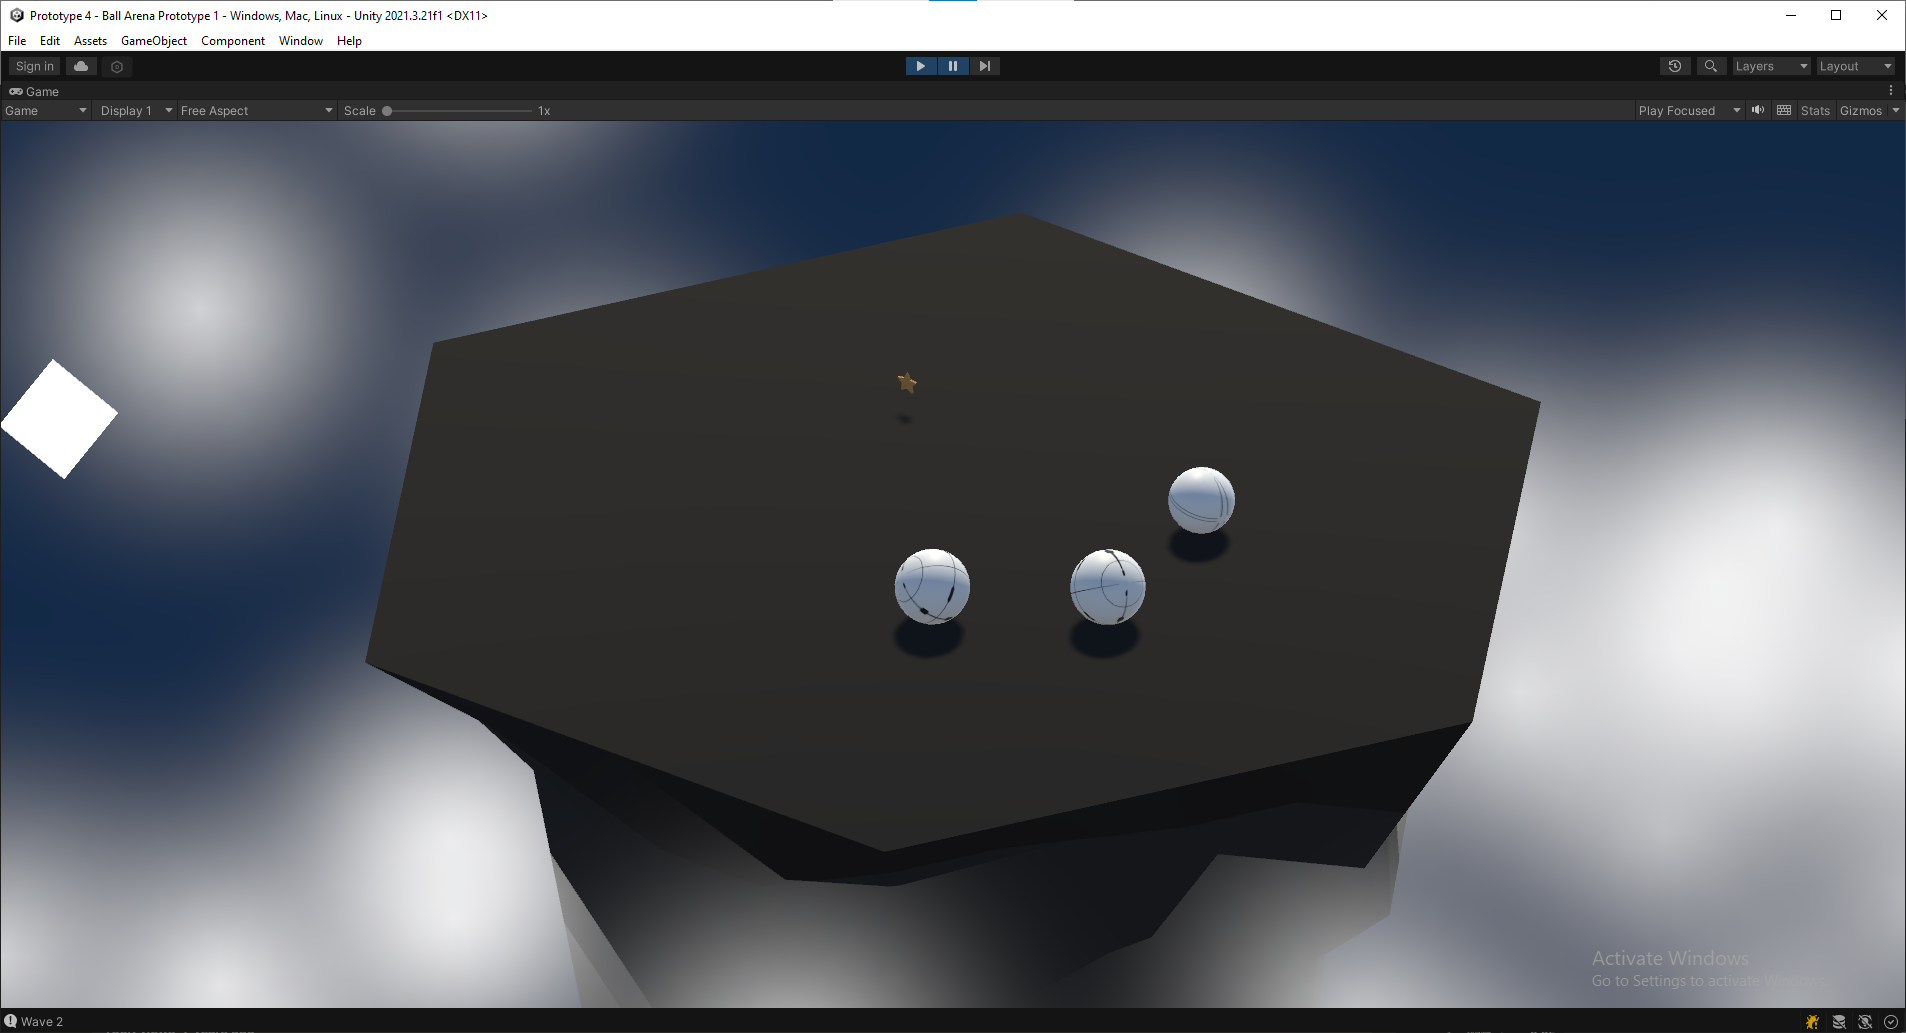 Prototype 4 - Ball Arena Prototype 1 - Windows, Mac, Linux - Unity 2021.3.21f1 <DX11>
File Edit Assets GameObject Component Window Help
Sign in Layers Layout
Game
Game Display 1 Free Aspect Scale 1x Play Focused Stats Gizmos
Activate Windows
Go to Settings to activate Windows.
Wave 2